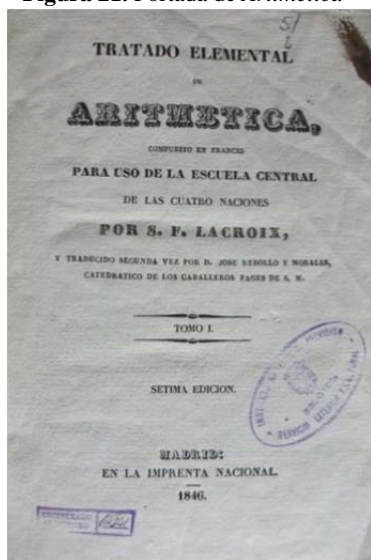 Figura 21. Portada de Aritmética
TRATADO ELEMENTAL
DE
ARITMETICA,
COMPUESTO EN FRANCES
PARA USO DE LA ESCUELA CENTRAL
DE LAS CUATRO NACIONES
POR S. F. LACROIX,
Y TRADUCIDO SEGUNDA VEZ POR D. JOSE REBOLLO Y MORALES,
CATEDRATICO DE LOS CABALLEROS PAGES DE S. M.
TOMO I.
SETIMA EDICION.
MADRID:
EN LA IMPRENTA NACIONAL.
1846.